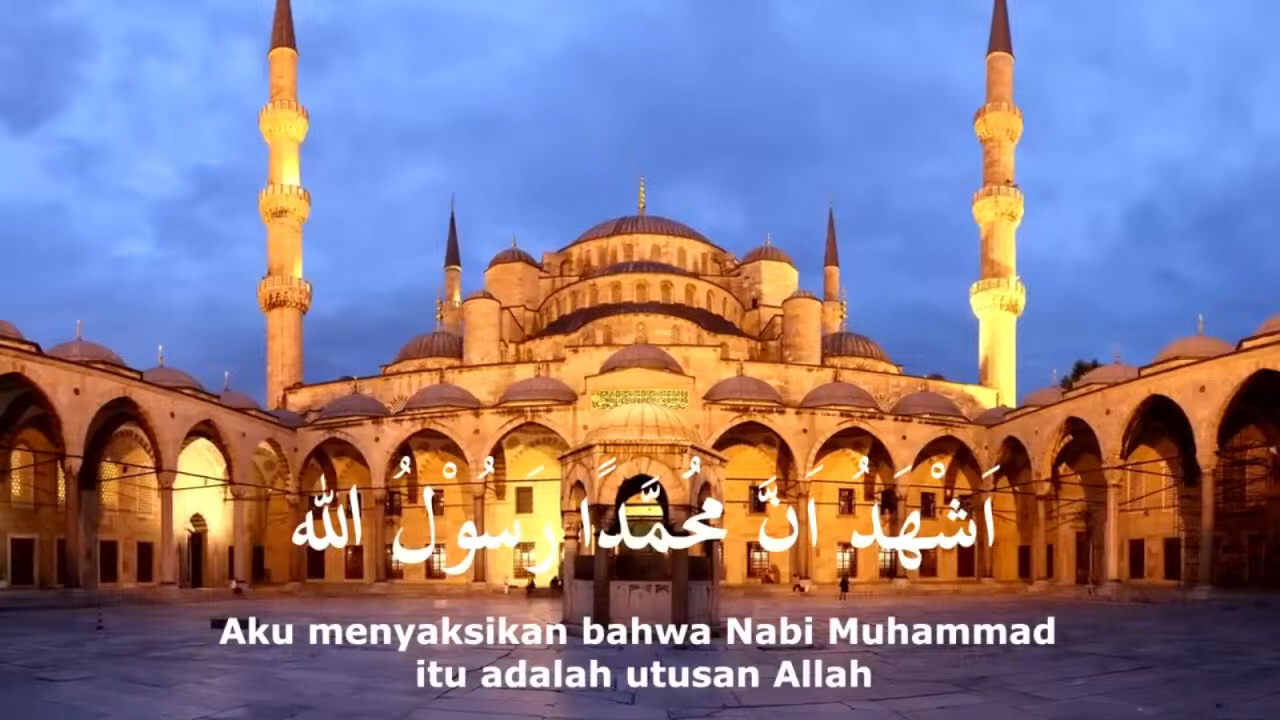 اَشْهَدُ اَنَّ مُحَمَّدًا رَسُوْلُ اللهِ
Aku menyaksikan bahwa Nabi Muhammad
itu adalah utusan Allah